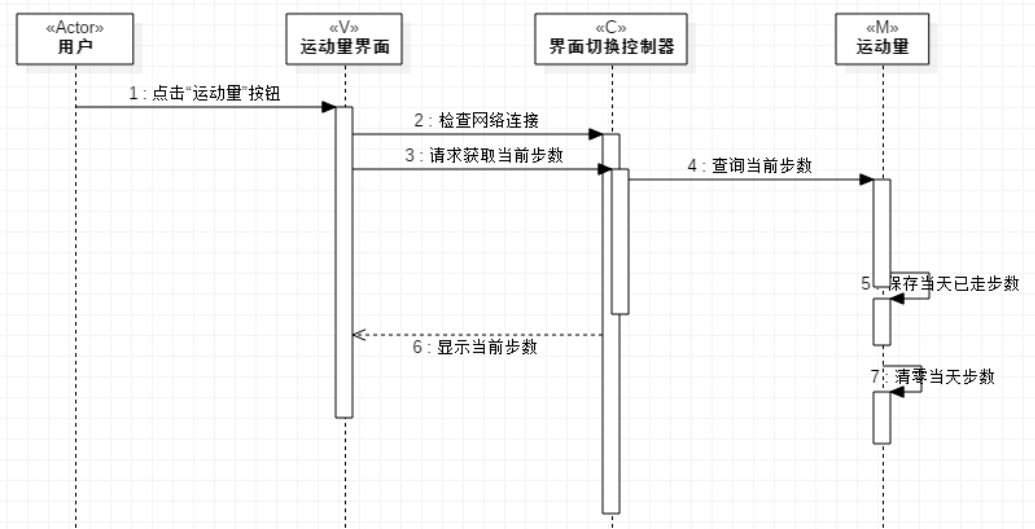 «Actor»
用户
«V»
运动量界面
«C»
界面切换控制器
«M»
运动量
1 : 点击“运动量”按钮
2 : 检查网络连接
3 : 请求获取当前步数
4 : 查询当前步数
5 : 保存当天已走步数
6 : 显示当前步数
7 : 清零当天步数